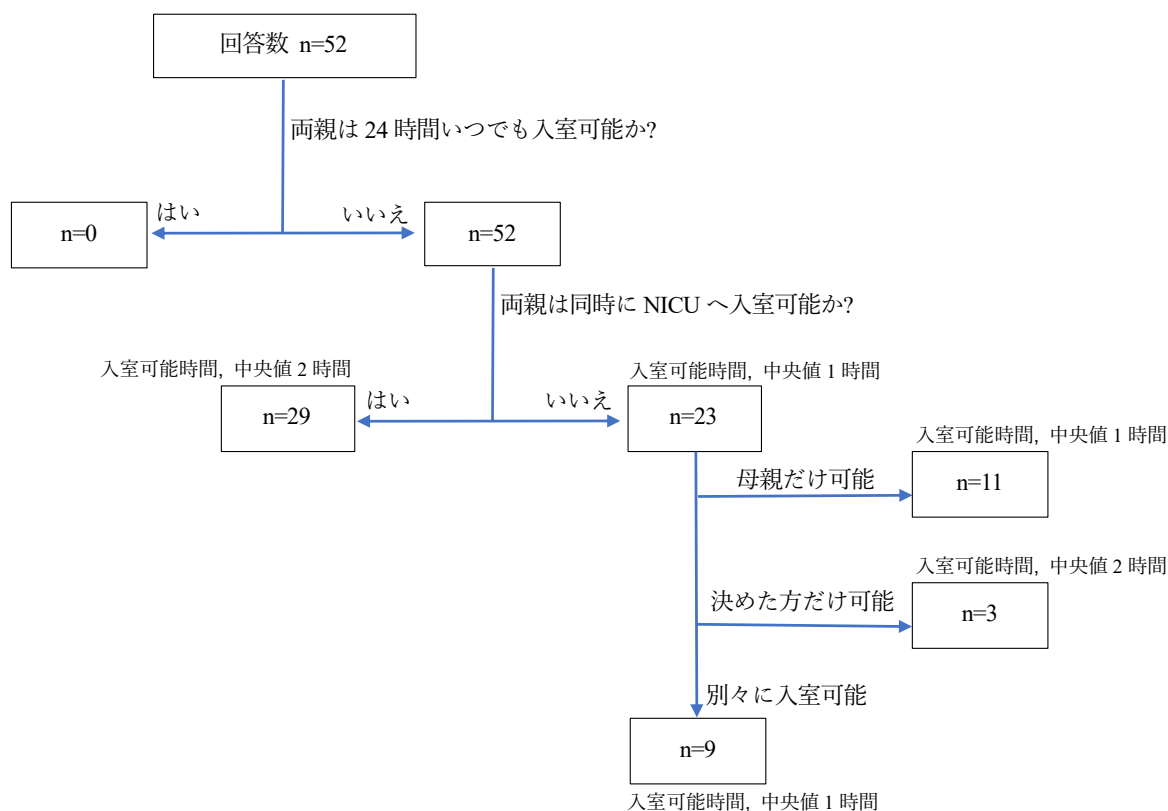 回答数 n=52
両親は 24 時間いつでも入室可能か?
はい
いいえ
n=0
n=52
両親は同時に NICU へ入室可能か?
入室可能時間, 中央値 2 時間
入室可能時間, 中央値 1 時間
はい
いいえ
n=29
n=23
入室可能時間, 中央値 1 時間
母親だけ可能
n=11
入室可能時間, 中央値 2 時間
決めた方だけ可能
n=3
別々に入室可能
n=9
入室可能時間, 中央値 1 時間